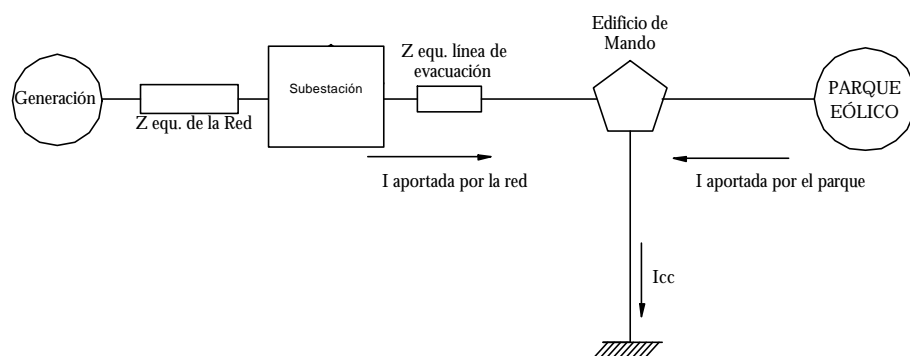 Edificio de
Mando
Z equ. línea de
evacuación
Generación
Subestación
PARQUE
EÓLICO
Z equ. de la Red
I aportada por la red
I aportada por el parque
Icc